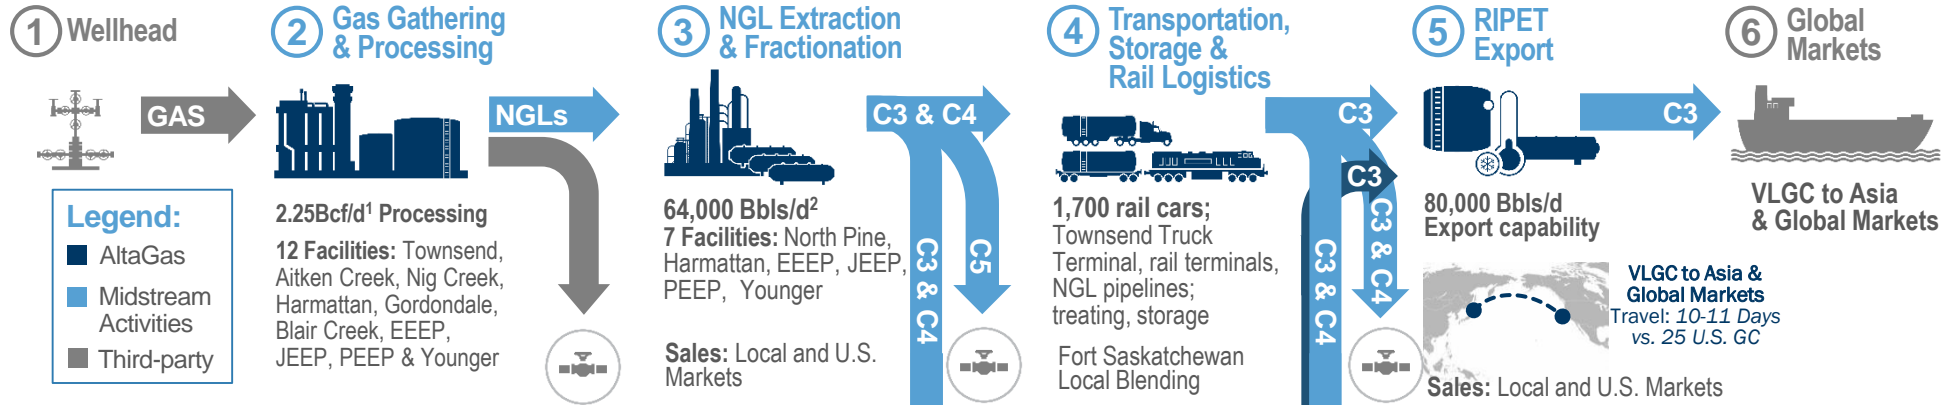 1 Wellhead
GAS
Legend:
AltaGas
Midstream
Activities
Third-party
2 Gas Gathering
& Processing
NGLs
2.25Bcf/d1 Processing
12 Facilities: Townsend,
Aitken Creek, Nig Creek,
Harmattan, Gordondale,
Blair Creek, EEEP,
JEEP, PEEP & Younger
3 NGL Extraction
& Fractionation
C3 & C4
64,000 Bbls/d2
7 Facilities: North Pine,
Harmattan, EEEP, JEEP,
PEEP, Younger
Sales: Local and U.S.
Markets
C3 & C4
C5
4 Transportation,
Storage &
Rail Logistics
C3
C3
1,700 rail cars;
Townsend Truck
Terminal, rail terminals,
NGL pipelines;
treating, storage
Fort Saskatchewan
Local Blending
C3 & C4
C3 & C4
5 RIPET
Export
C3
80,000 Bbls/d
Export capability
VLGC to Asia &
Global Markets
Travel: 10-11 Days
vs. 25 U.S. GC
Sales: Local and U.S. Markets
6 Global
Markets
VLGC to Asia
& Global Markets